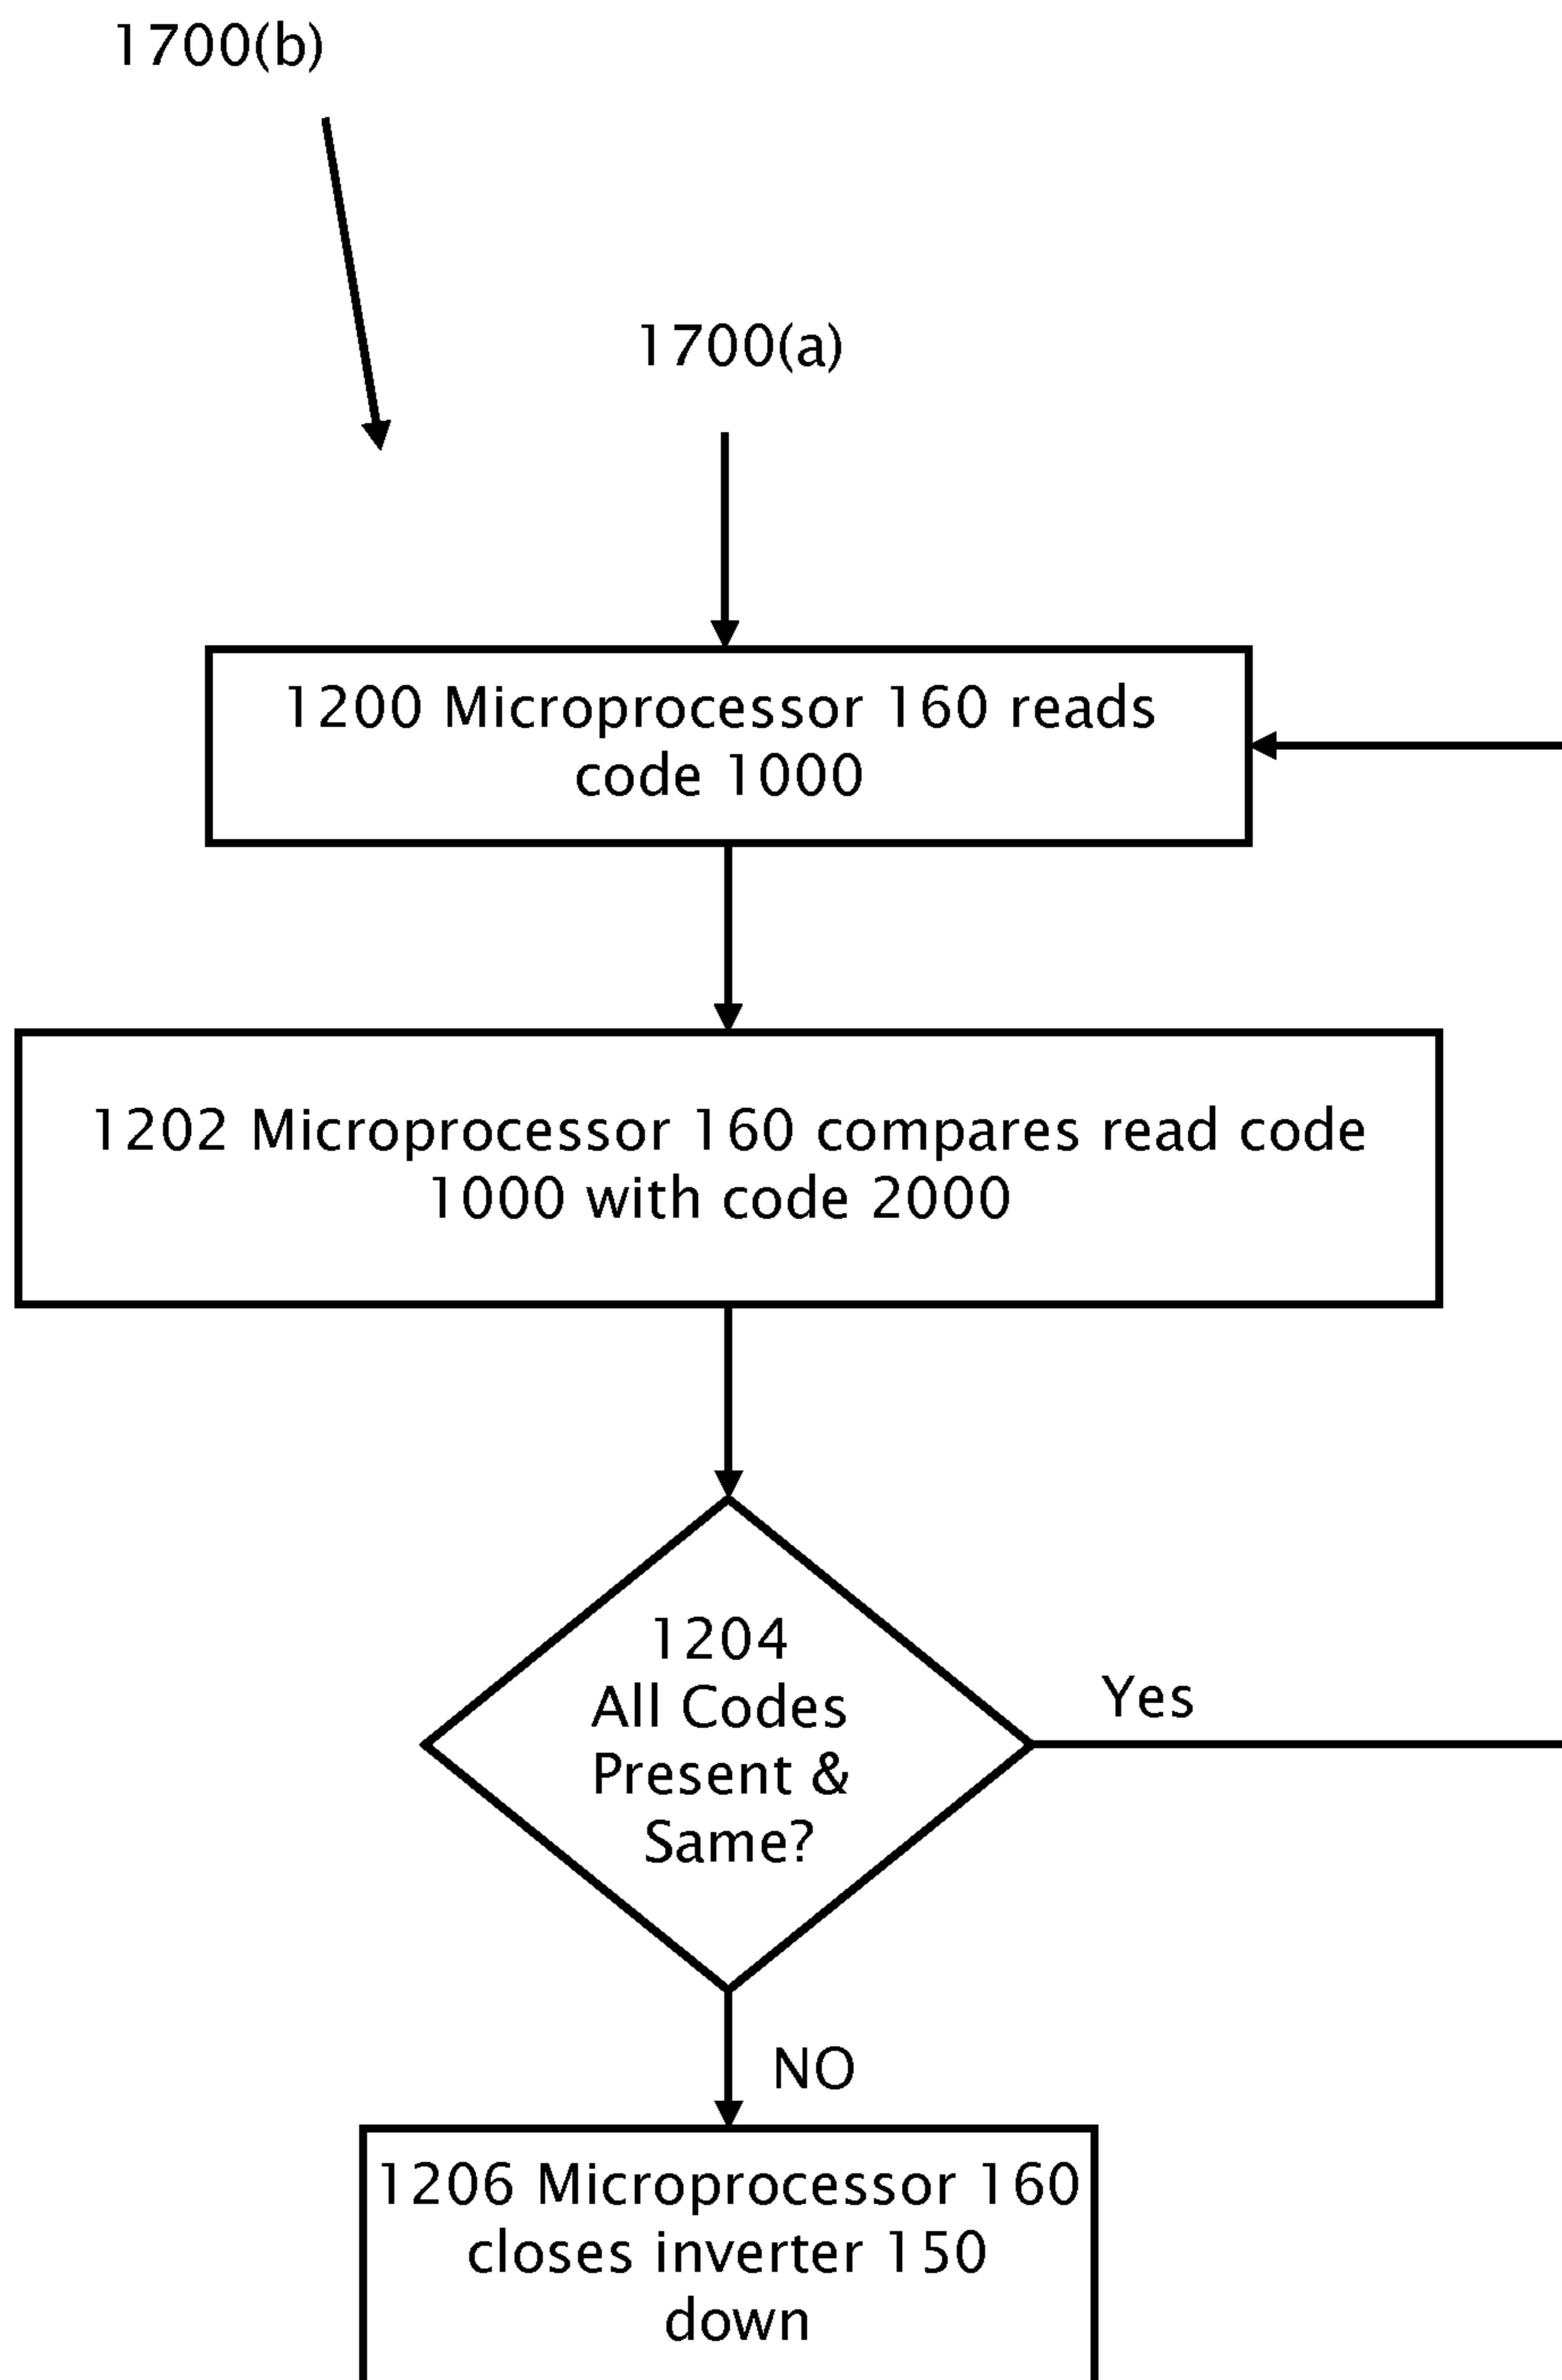 1700(b)
1700(a)
1200 Microprocessor 160 reads
code 1000
1202 Microprocessor 160 compares read code
1000 with code 2000
1204
All Codes
Present &
Same?
Yes
NO
1206 Microprocessor 160
closes inverter 150
down